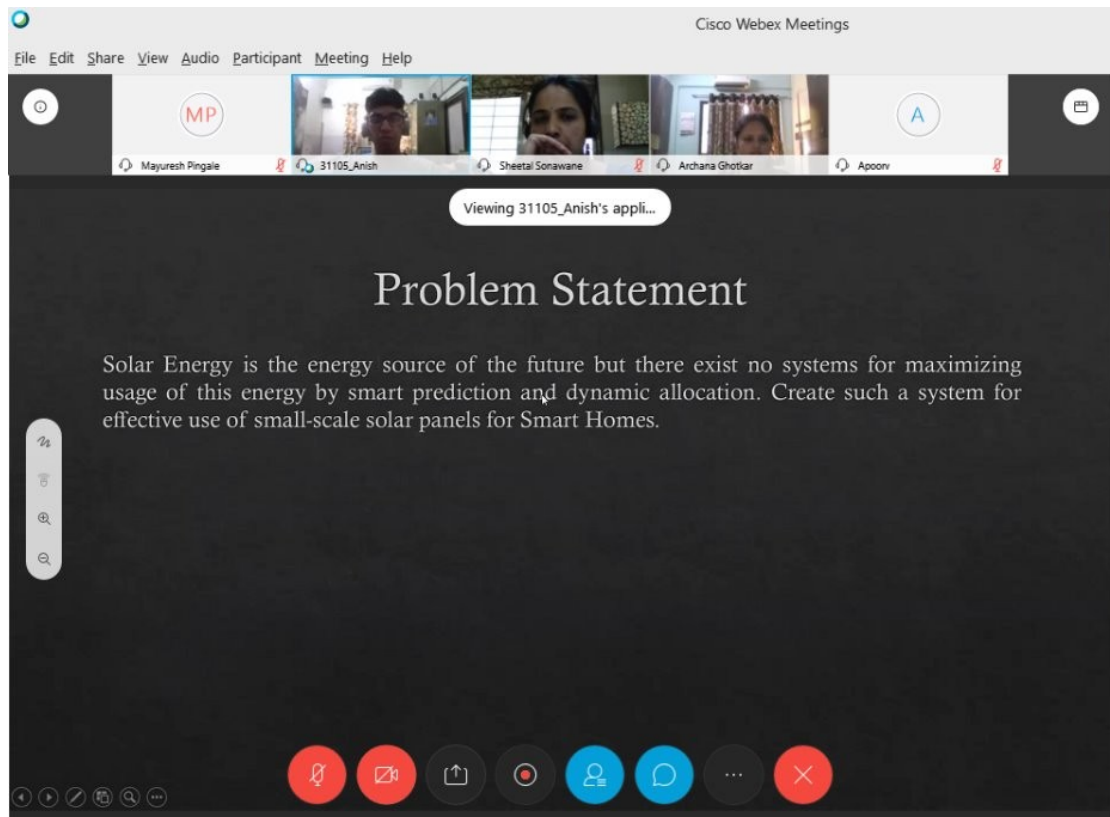 Cisco Webex Meetings
File Edit Share View Audio Participant Meeting Help
MP
A
Mayuresh Pingale
31105_Anish
Sheetal Sonawane
Archana Ghotkar
Apoorv
Viewing 31105_Anish's appli...
Problem Statement
Solar Energy is the energy source of the future but there exist no systems for maximizing
usage of this energy by smart prediction and dynamic allocation. Create such a system for
effective use of small-scale solar panels for Smart Homes.